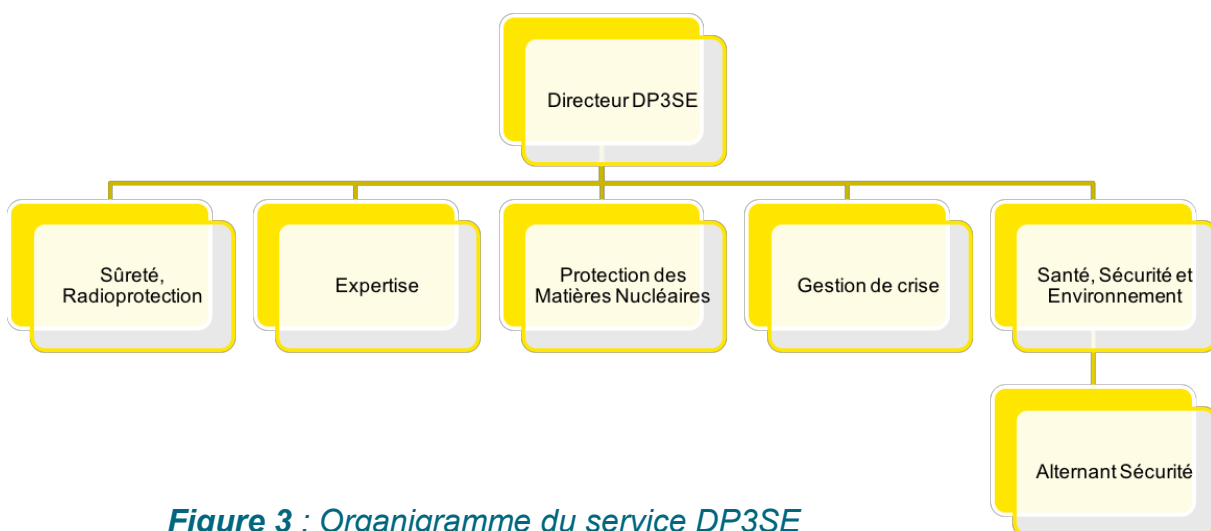 Directeur DP3SE
Sûreté,
Radioprotection
Expertise
Protection des
Matières Nucléaires
Gestion de crise
Santé, Sécurité et
Environnement
Alternant Sécurité
Figure 3 : Organigramme du service DP3SE